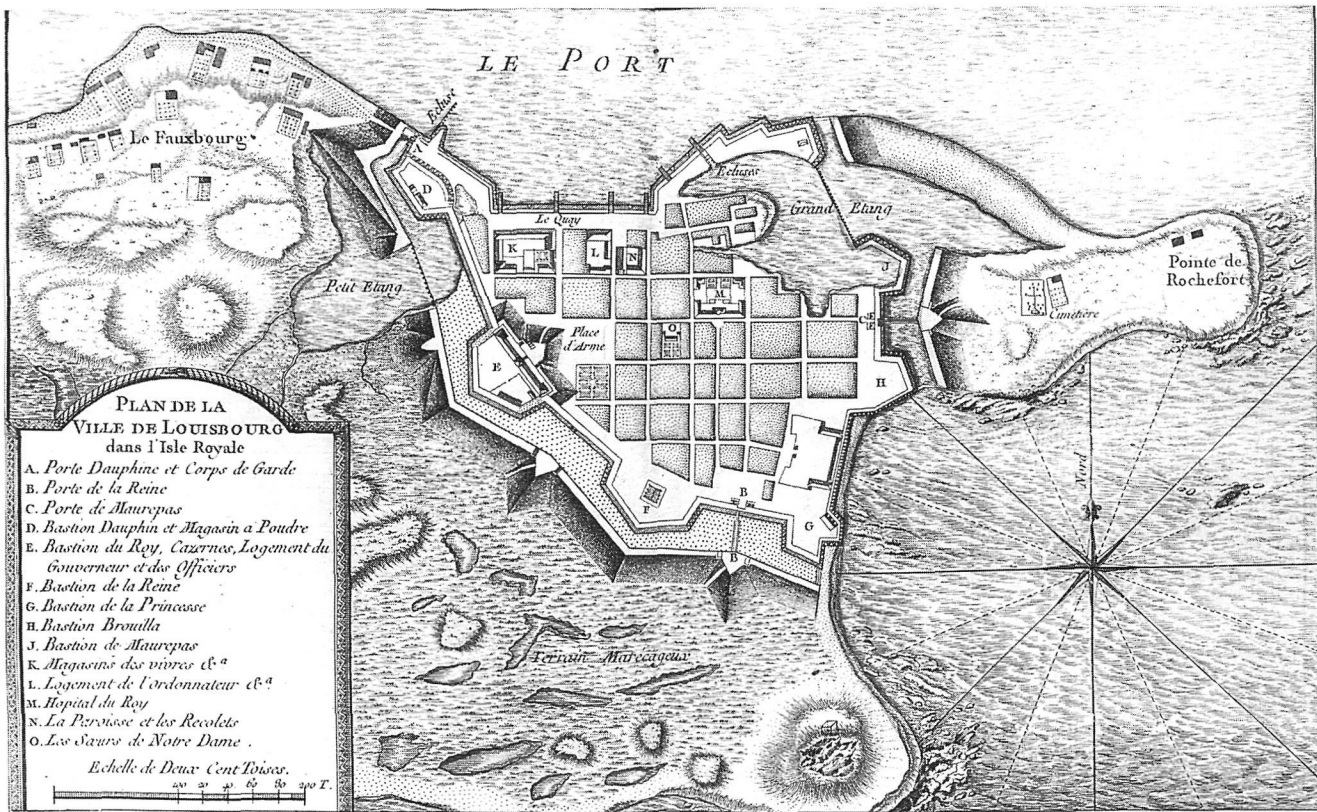 LE PORT
Ecluse
Le Fauxbourg
A
D
Ecluses
Le Quay
Grand Etang
K
L
N
J
Pointe de
Rochefort
Petit Etang
M
Cimetière
C
O
Place
d'Arme
E
H
PLAN DE LA
VILLE DE LOUISBOURG
dans l'Isle Royale
A. Porte Dauphine et Corps de Garde
B. Porte de la Reine
C. Porte de Maurepas
D. Bastion Dauphin et Magasin a Poudre
E. Bastion du Roy, Cazernes, Logement du
Gouverneur et des Officiers
F. Bastion de la Reine
G. Bastion de la Princesse
H. Bastion Brouilla
J. Bastion de Maurepas
K. Magasins des vivres &.a
L. Logement de l'ordonnateur &.a
M. Hopital du Roy
N. La Paroisse et les Recolets
O. Les Sœurs de Notre Dame.
Echelle de Deux Cent Toises.
100 20 40 60 80 200 T.
Nord
F
B
G
B
Terrain Marecageux